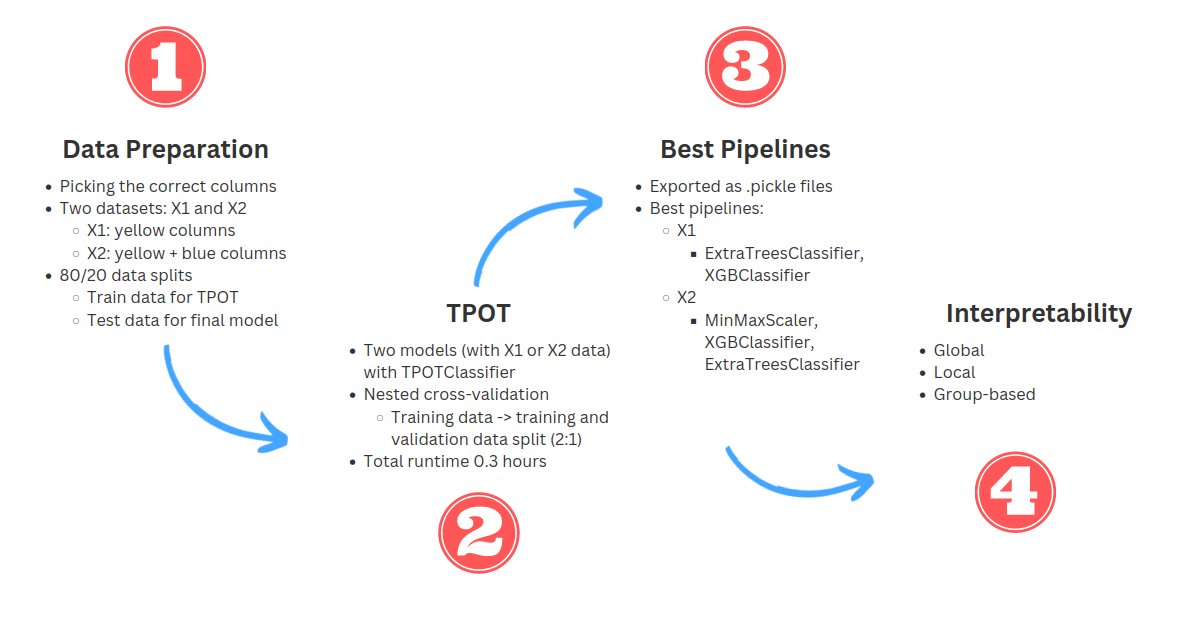 1
Data Preparation
• Picking the correct columns
• Two datasets: X1 and X2
○ X1: yellow columns
○ X2: yellow + blue columns
• 80/20 data splits
○ Train data for TPOT
○ Test data for final model
TPOT
• Two models (with X1 or X2 data)
with TPOTClassifier
• Nested cross-validation
○ Training data -> training and
validation data split (2:1)
• Total runtime 0.3 hours
2
3
Best Pipelines
• Exported as .pickle files
• Best pipelines:
○ X1
▪ ExtraTreesClassifier,
XGBClassifier
○ X2
▪ MinMaxScaler,
XGBClassifier,
ExtraTreesClassifier
Interpretability
• Global
• Local
• Group-based
4